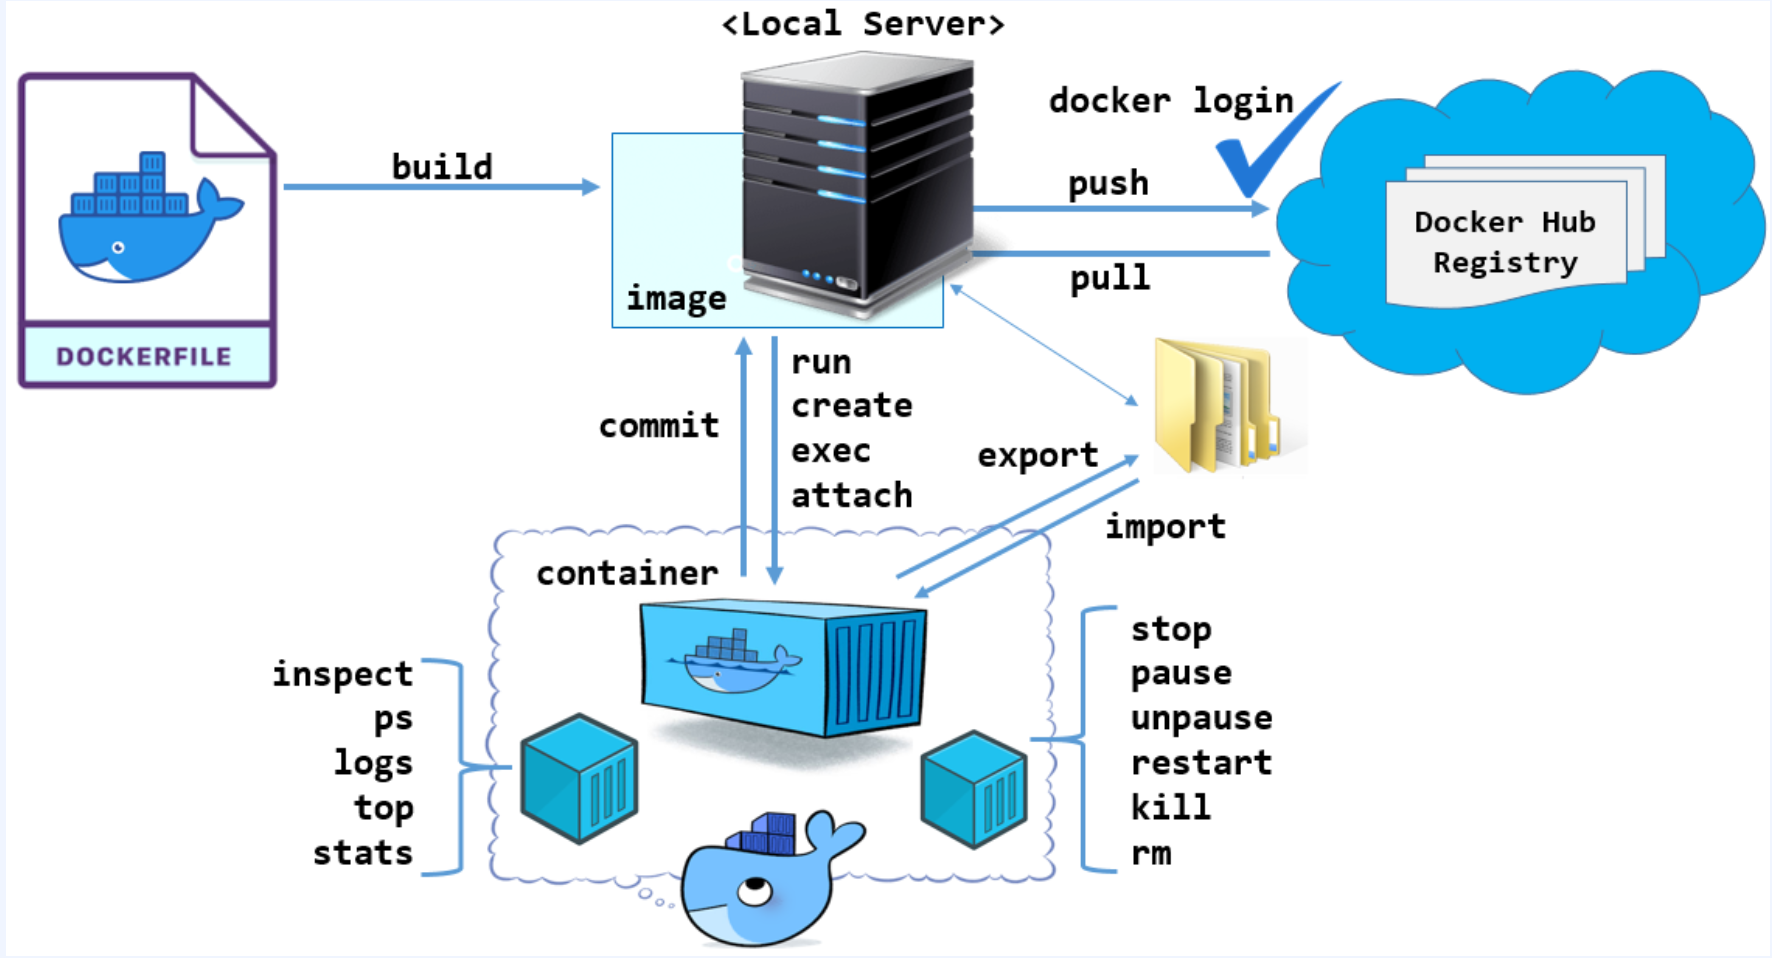 <Local Server>
docker login
build
push
Docker Hub
Registry
pull
image
DOCKERFILE
run
create
commit
exec
attach
export
import
container
inspect
ps
logs
top
stats
stop
pause
unpause
restart
kill
rm